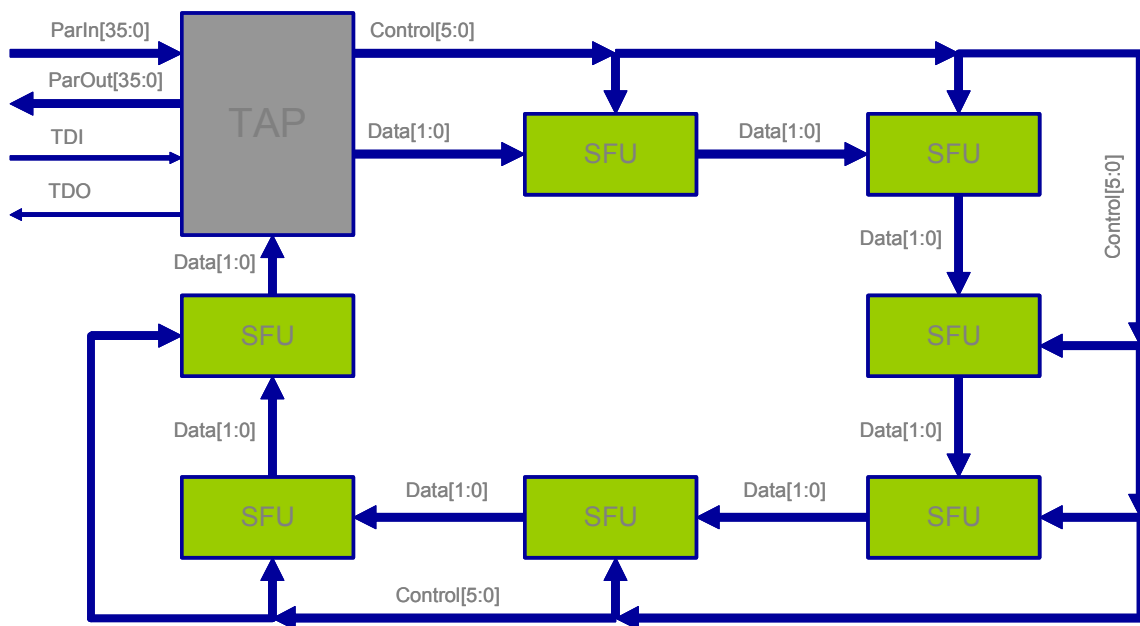 ParIn[35:0]
Control[5:0]
ParOut[35:0]
TAP
TDI
Data[1:0]
SFU
Data[1:0]
SFU
TDO
Control[5:0]
Data[1:0]
Data[1:0]
SFU
SFU
Data[1:0]
Data[1:0]
Data[1:0]
Data[1:0]
SFU
SFU
SFU
Control[5:0]